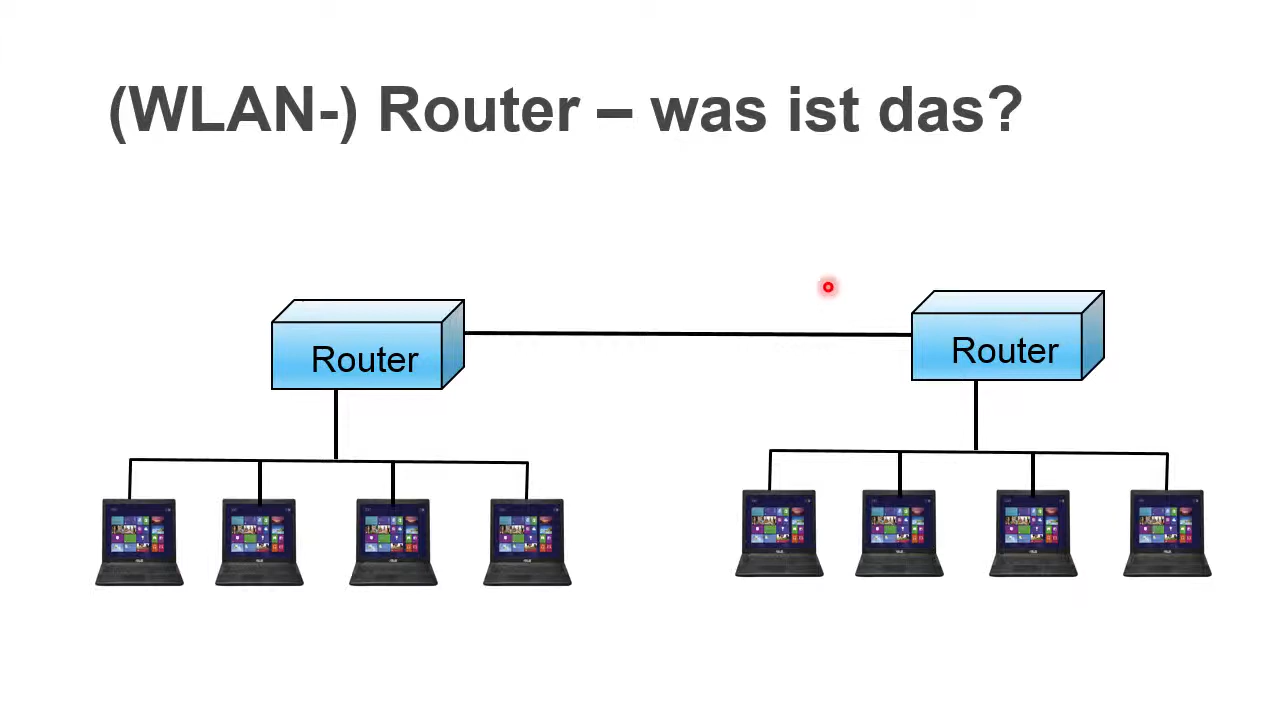 (WLAN-) Router – was ist das?
Router
Router